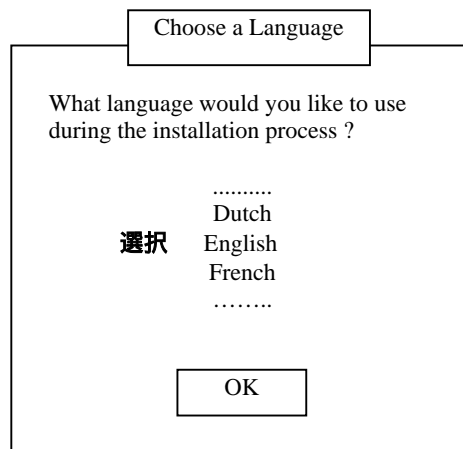 Choose a Language
What language would you like to use
during the installation process ?
..........
Dutch
選択 English
French
……..
OK